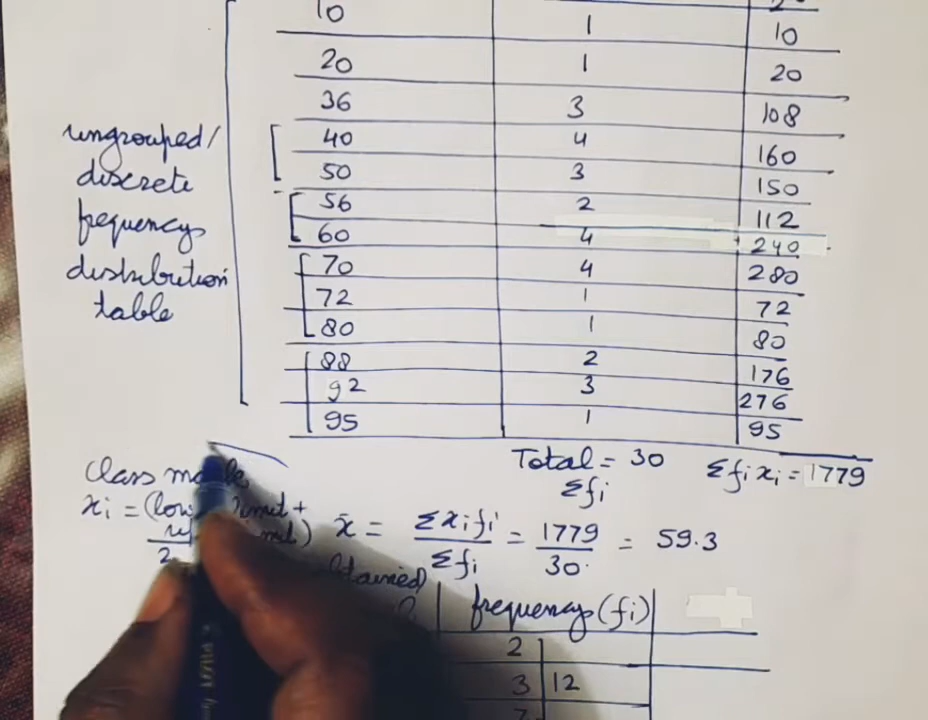 10 1 10
20 1 20
36 3 108
40 4 160
50 3 150
56 2 112
60 4 240
70 4 280
72 1 72
80 1 80
88 2 176
92 3 276
95 1 95
ungrouped/
discrete
frequency
distribution
table
Total = 30 Σfixi = 1779
Σfi
Class
xi = +
2
x̄ = Σxifi / Σfi = 1779 / 30 = 59.3
frequency (fi)
2
3 12